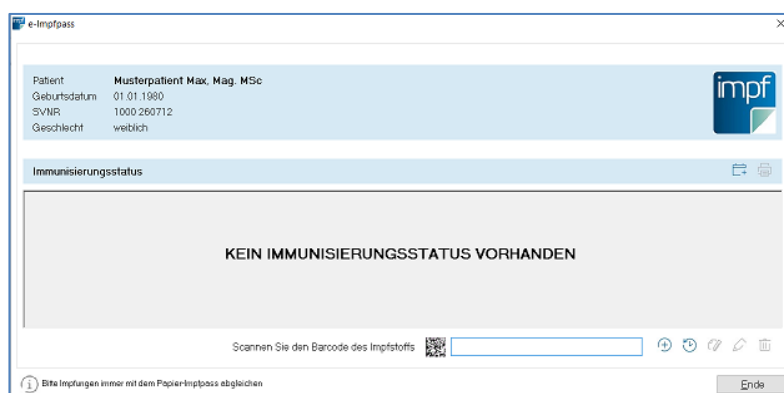 e-Impfpass
Patient Musterpatient Max, Mag. MSc
Geburtsdatum 01.01.1980
SVNR 1000 260712
Geschlecht weiblich
impf
Immunisierungsstatus
KEIN IMMUNISIERUNGSSTATUS VORHANDEN
Scannen Sie den Barcode des Impfstoffs
Bitte Impfungen immer mit dem Papier-Impfpass abgleichen
Ende